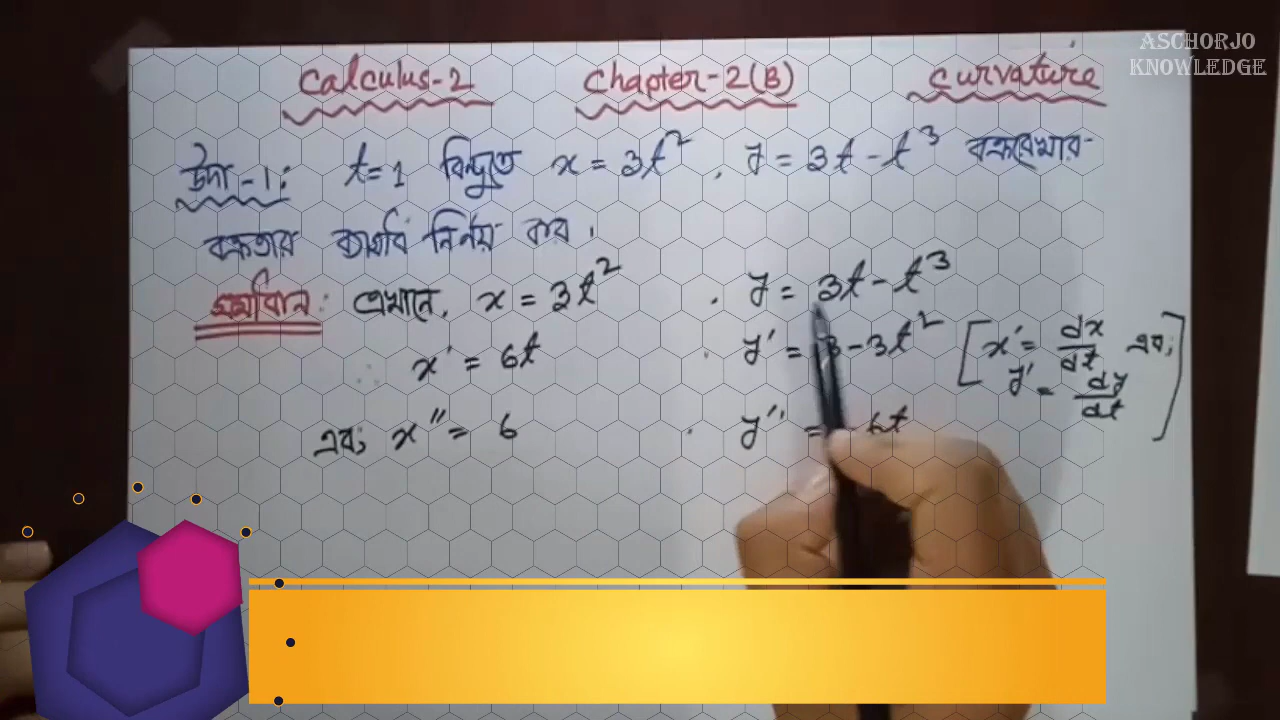 ASCHORJO
KNOWLEDGE
Calculus-2 Chapter-2(B) Curvature
উদা-1: t=1 বিন্দুতে x = 3t², y = 3t - t³ বক্ররেখার
বক্রতার ব্যাসার্ধ নির্ণয় কর।
সমাধান: এখানে, x = 3t² , y = 3t - t³
x' = 6t , y' = 3 - 3t² [x' = dx/dt এবং
y' = dy/dt]
এবং x'' = 6 , y'' = - 6t